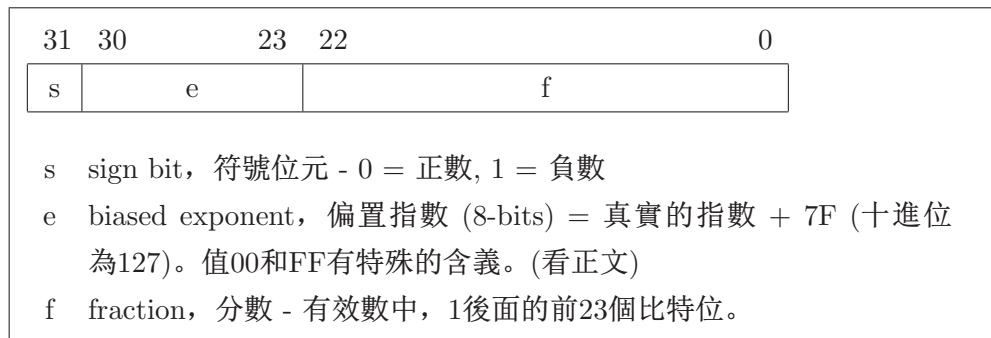 31 30 23 22 0
s e f
s sign bit，符號位元 - 0 = 正數, 1 = 負數
e biased exponent，偏置指數 (8-bits) = 真實的指數 + 7F (十進位
為127)。值00和FF有特殊的含義。(看正文)
f fraction，分數 - 有效數中，1後面的前23個比特位。